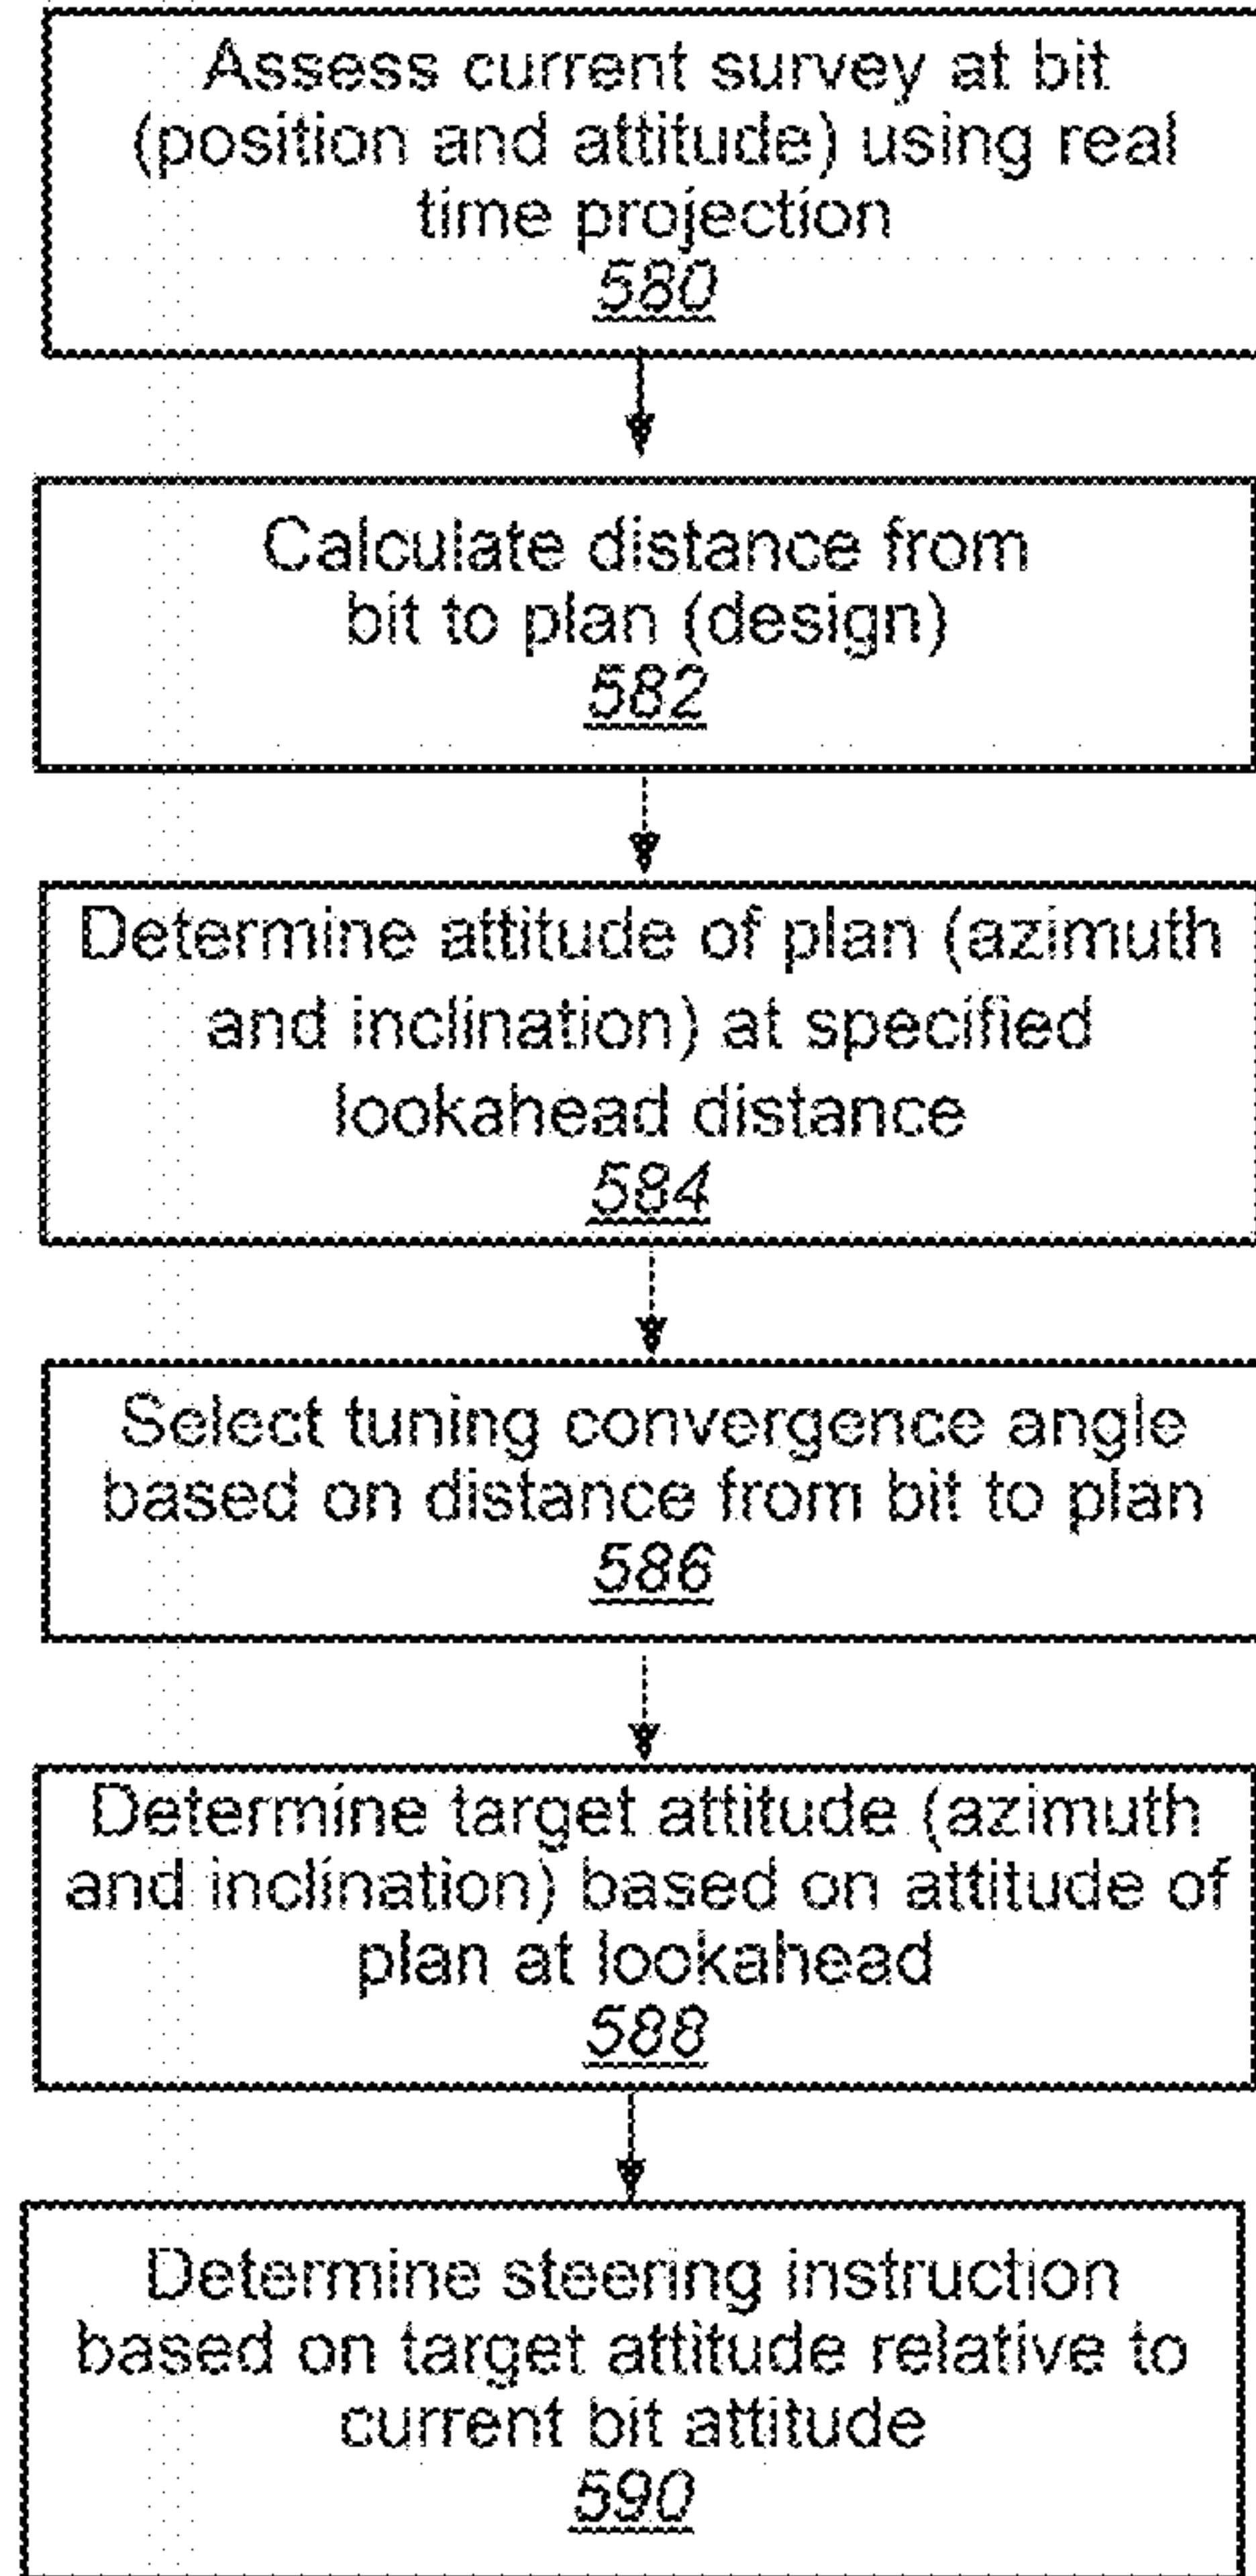 Assess current survey at bit
(position and attitude) using real
time projection
580
Calculate distance from
bit to plan (design)
582
Determine attitude of plan (azimuth
and inclination) at specified
lookahead distance
584
Select tuning convergence angle
based on distance from bit to plan
586
Determine target attitude (azimuth
and inclination) based on attitude of
plan at lookahead
588
Determine steering instruction
based on target attitude relative to
current bit attitude
590